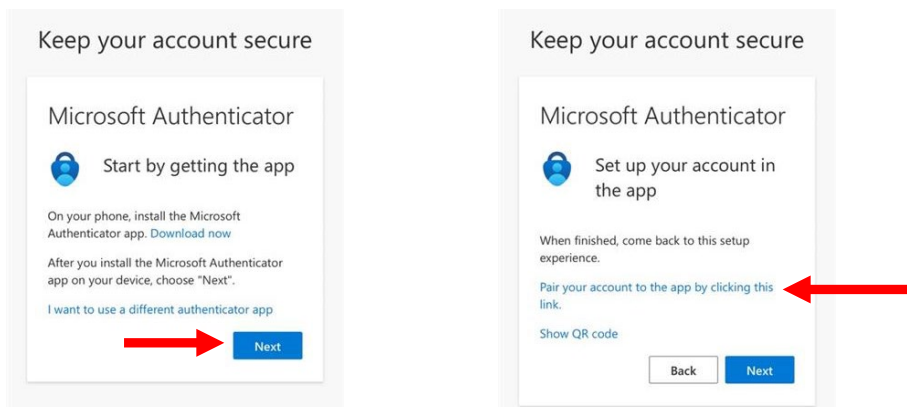 Keep your account secure
Microsoft Authenticator
Start by getting the app
On your phone, install the Microsoft
Authenticator app. Download now
After you install the Microsoft Authenticator
app on your device, choose "Next".
I want to use a different authenticator app
Next
Keep your account secure
Microsoft Authenticator
Set up your account in
the app
When finished, come back to this setup
experience.
Pair your account to the app by clicking this
link.
Show QR code
Back
Next